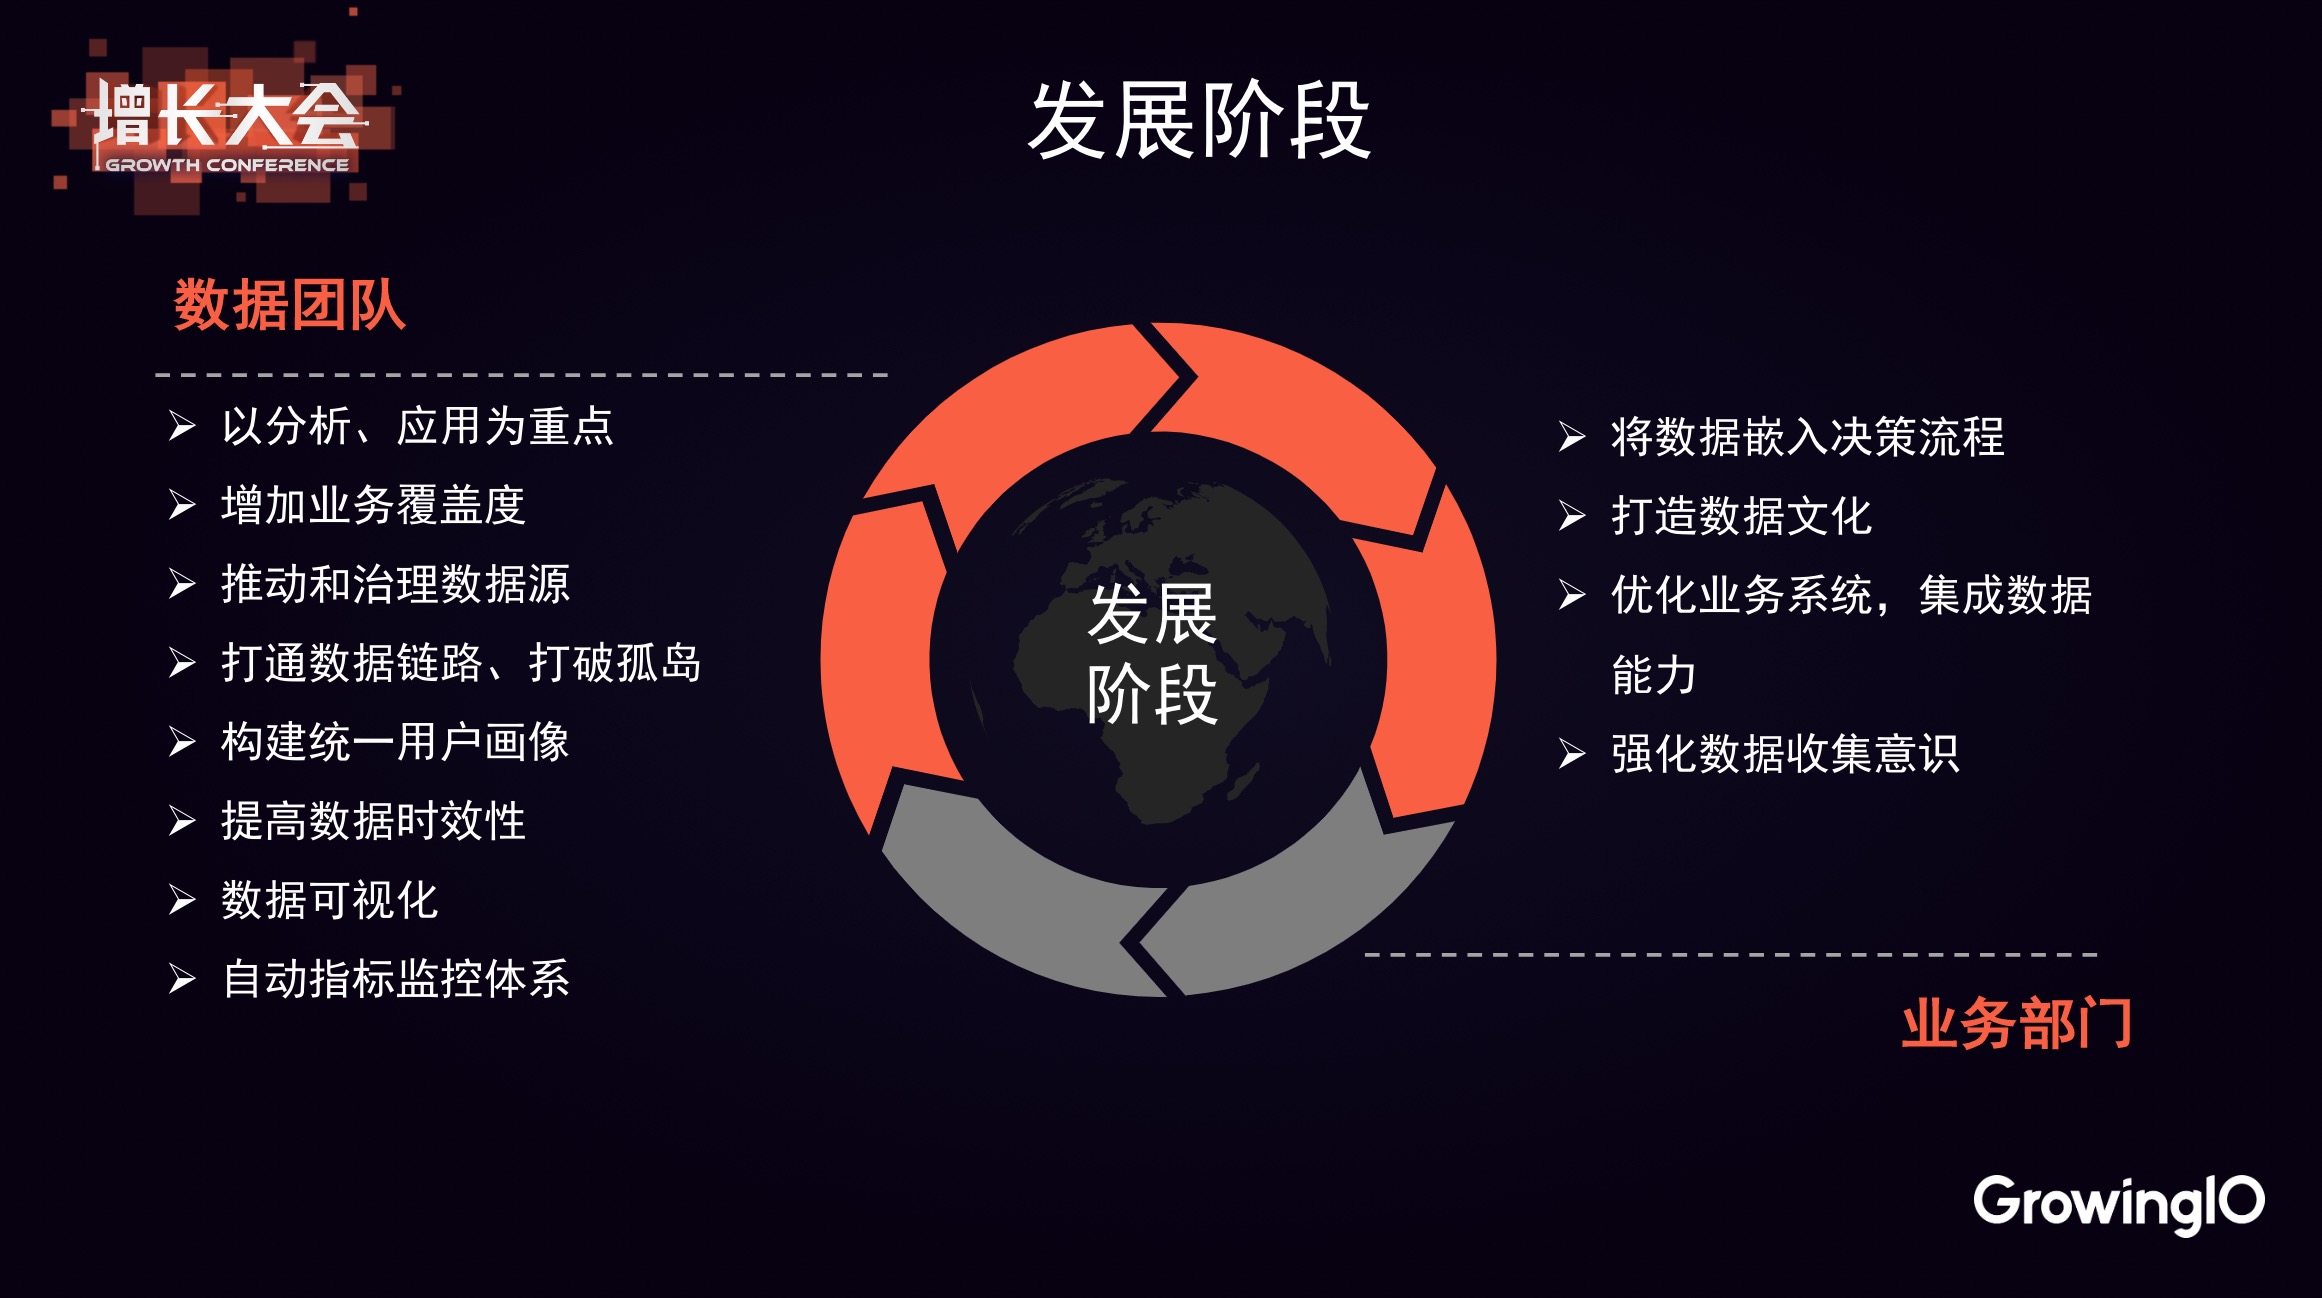 增长大会
GROWTH CONFERENCE
发展阶段
数据团队
以分析、应用为重点
增加业务覆盖度
推动和治理数据源
打通数据链路、打破孤岛
构建统一用户画像
提高数据时效性
数据可视化
自动指标监控体系
发展
阶段
将数据嵌入决策流程
打造数据文化
优化业务系统，集成数据
能力
强化数据收集意识
业务部门
GrowingIO